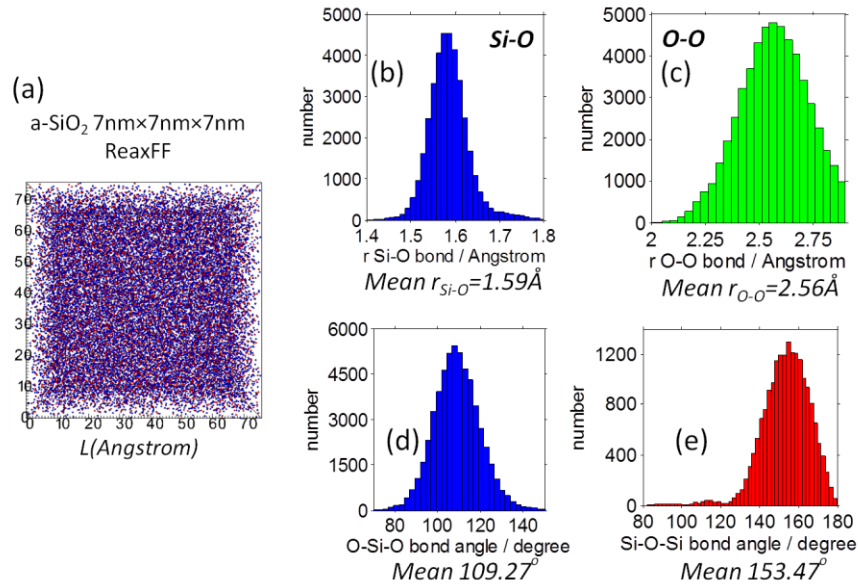 (a)
a-SiO₂ 7nm×7nm×7nm
ReaxFF
70
60
50
40
30
20
10
0
0 10 20 30 40 50 60 70
L(Angstrom)
(b)
Si-O
number
5000
4000
3000
2000
1000
0
1.4 1.5 1.6 1.7 1.8
r Si-O bond / Angstrom
Mean r_Si-O=1.59Å
O-O
(c)
number
5000
4000
3000
2000
1000
0
2 2.25 2.5 2.75
r O-O bond / Angstrom
Mean r_O-O=2.56Å
(d)
number
6000
4500
3000
1500
0
80 100 120 140
O-Si-O bond angle / degree
Mean 109.27°
(e)
number
1200
800
400
0
80 100 120 140 160 180
Si-O-Si bond angle / degree
Mean 153.47°